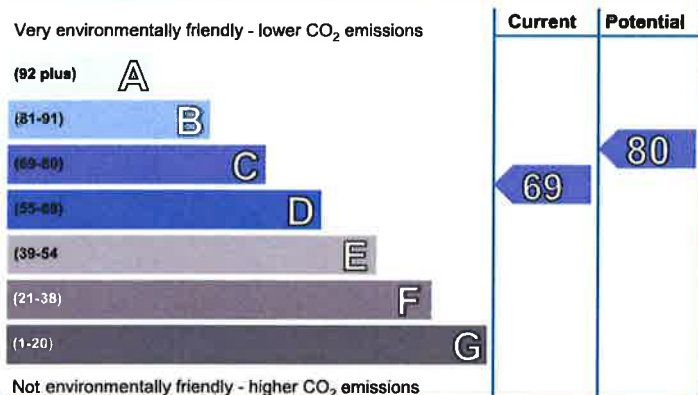 Very environmentally friendly - lower CO₂ emissions
Current
Potential
(92 plus) A
(81-91) B
(69-80) C
(55-68) D
(39-54 E
(21-38) F
(1-20) G
69
80
Not environmentally friendly - higher CO₂ emissions